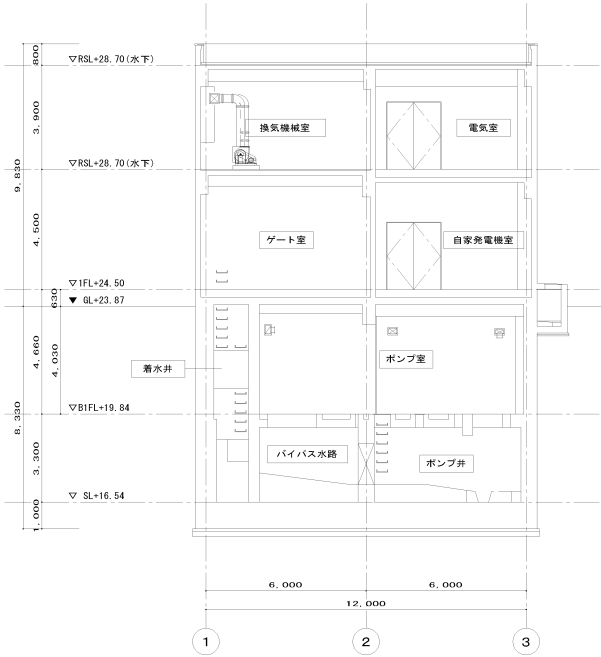 800
▽RSL+28.70(水下)
3,900
換気機械室
電気室
▽RSL+28.70(水下)
9,830
4,500
ゲート室
自家発電機室
▽1FL+24.50
630
▼ GL+23.87
4,660
4,030
ポンプ室
着水井
▽B1FL+19.84
8,330
3,300
バイパス水路
ポンプ井
▽ SL+16.54
1,000
6,000
6,000
12,000
1
2
3